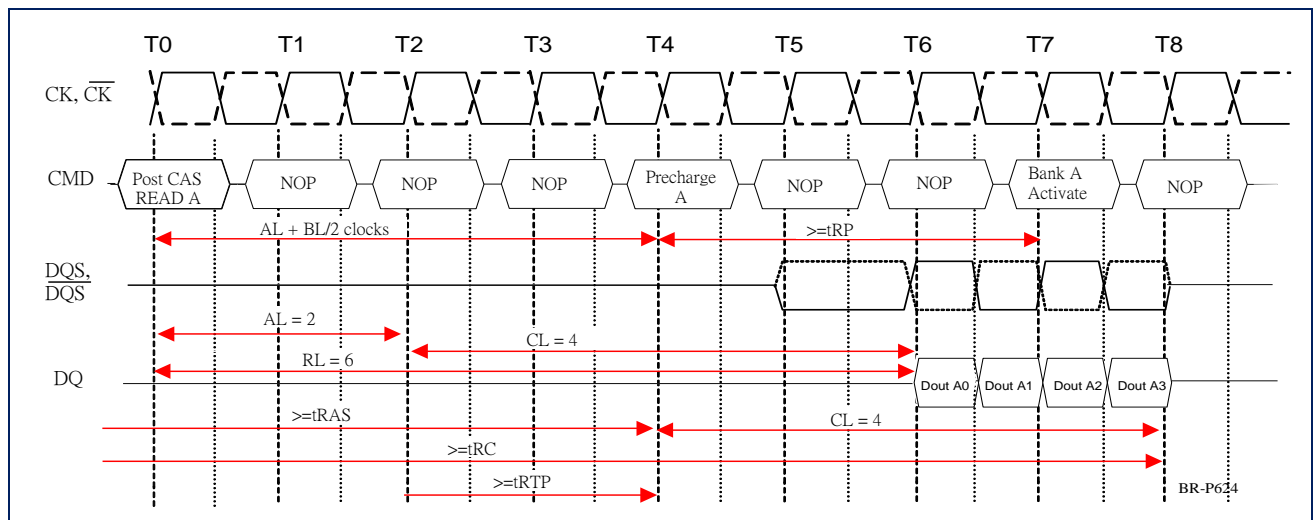 T0 T1 T2 T3 T4 T5 T6 T7 T8
CK, CK
CMD
Post CAS
READ A
NOP
NOP
NOP
Precharge
A
NOP
NOP
Bank A
Activate
NOP
AL + BL/2 clocks
>=tRP
DQS,
DQS
AL = 2
CL = 4
RL = 6
DQ
Dout A0 Dout A1 Dout A2 Dout A3
>=tRAS
CL = 4
>=tRC
>=tRTP
BR-P624